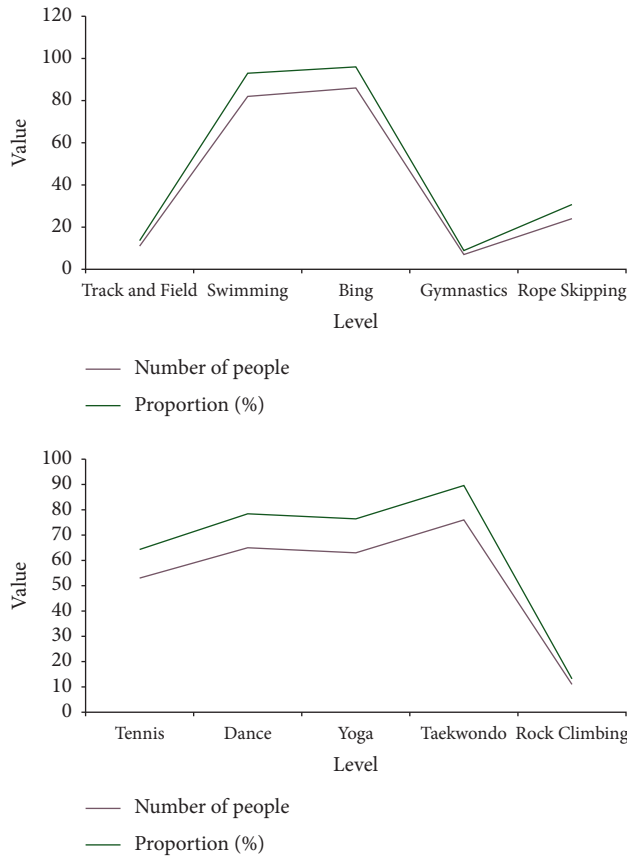 120
100
80
60
40
20
0
Value
Track and Field Swimming Bing Gymnastics Rope Skipping
Level
Number of people
Proportion (%)
100
90
80
70
60
50
40
30
20
10
0
Value
Tennis Dance Yoga Taekwondo Rock Climbing
Level
Number of people
Proportion (%)